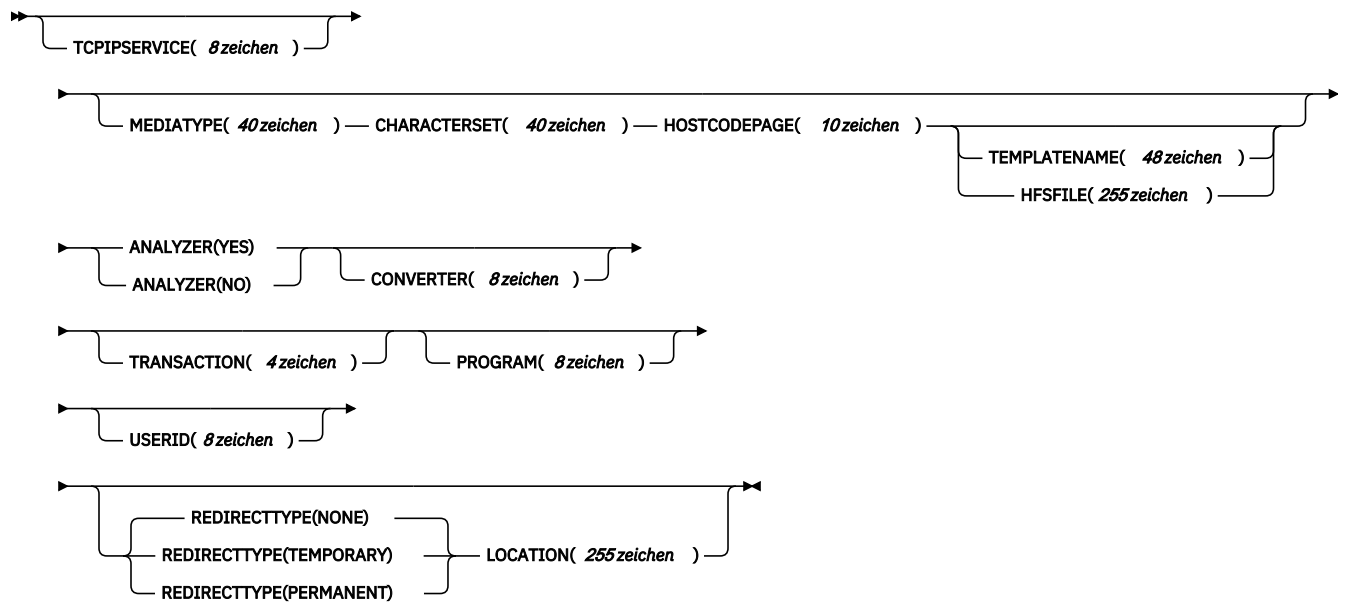 TCPIPSERVICE( 8 zeichen )
MEDIATYPE( 40 zeichen ) CHARACTERSET( 40 zeichen ) HOSTCODEPAGE( 10 zeichen )
TEMPLATENAME( 48 zeichen )
HFSFILE( 255 zeichen )
ANALYZER(YES)
ANALYZER(NO)
CONVERTER( 8 zeichen )
TRANSACTION( 4 zeichen ) PROGRAM( 8 zeichen )
USERID( 8 zeichen )
REDIRECTTYPE(NONE)
REDIRECTTYPE(TEMPORARY) LOCATION( 255 zeichen )
REDIRECTTYPE(PERMANENT)